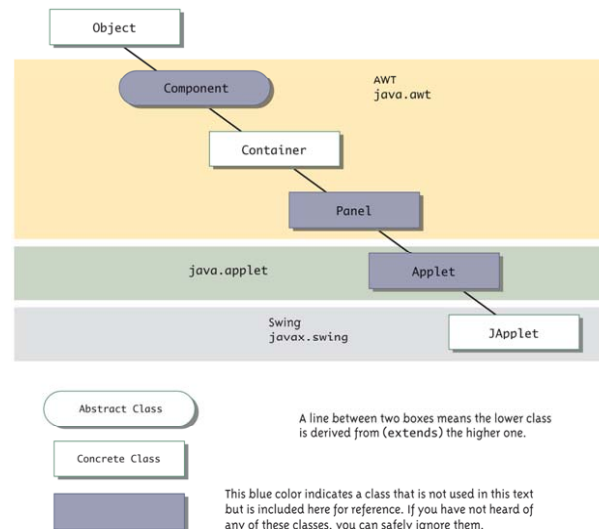 Object
Component
AWT
java.awt
Container
Panel
java.applet
Applet
Swing
javax.swing
JApplet
Abstract Class
A line between two boxes means the lower class
is derived from (extends) the higher one.
Concrete Class
This blue color indicates a class that is not used in this text
but is included here for reference. If you have not heard of
any of these classes, you can safely ignore them.